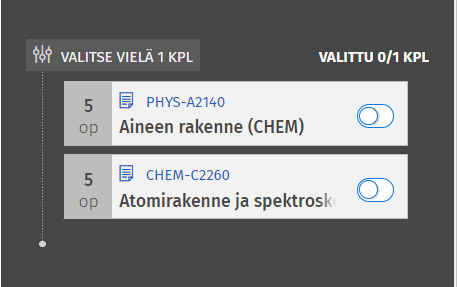 VALITSE VIELÄ 1 KPL
VALITTU 0/1 KPL
5 op
PHYS-A2140
Aineen rakenne (CHEM)
5 op
CHEM-C2260
Atomirakenne ja